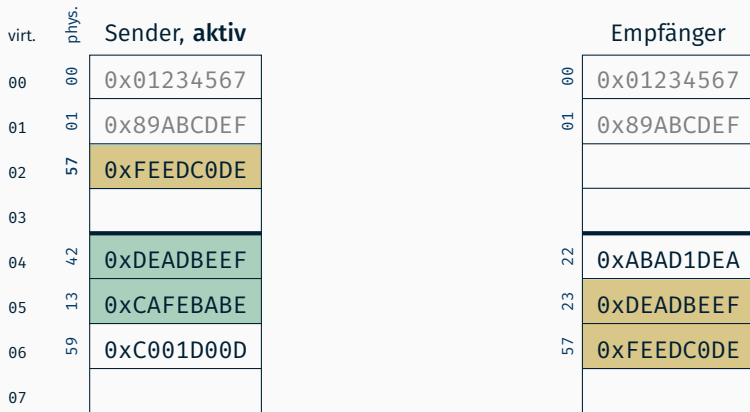 virt. phys. Sender, aktiv Empfänger
00 00 0x01234567 00 0x01234567
01 01 0x89ABCDEF 01 0x89ABCDEF
02 57 0xFEEDC0DE
03
04 42 0xDEADBEEF 22 0xABAD1DEA
05 13 0xCAFEBABE 23 0xDEADBEEF
06 59 0xC001D00D 57 0xFEEDC0DE
07